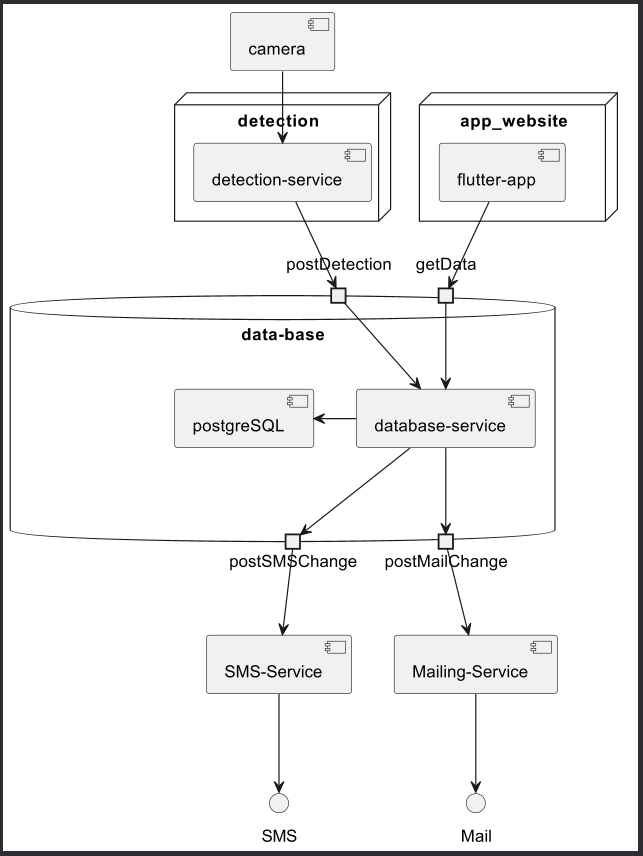 camera
detection
app_website
detection-service
flutter-app
postDetection
getData
data-base
postgreSQL
database-service
postSMSChange
postMailChange
SMS-Service
Mailing-Service
SMS
Mail